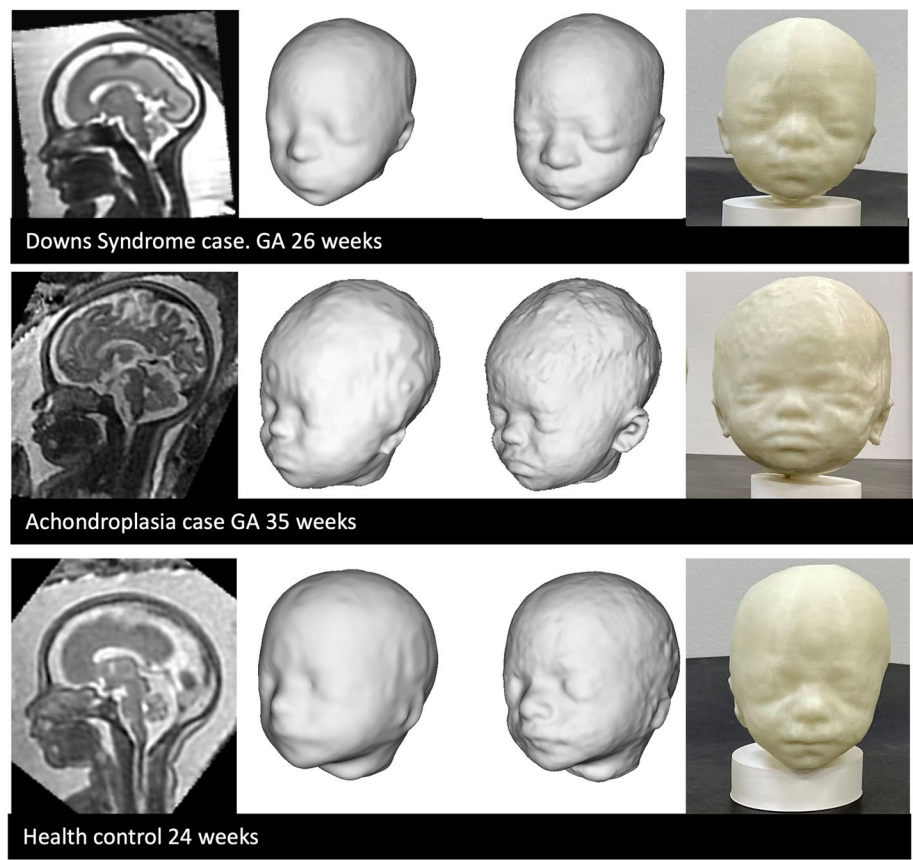 Downs Syndrome case. GA 26 weeks
Achondroplasia case GA 35 weeks
Health control 24 weeks